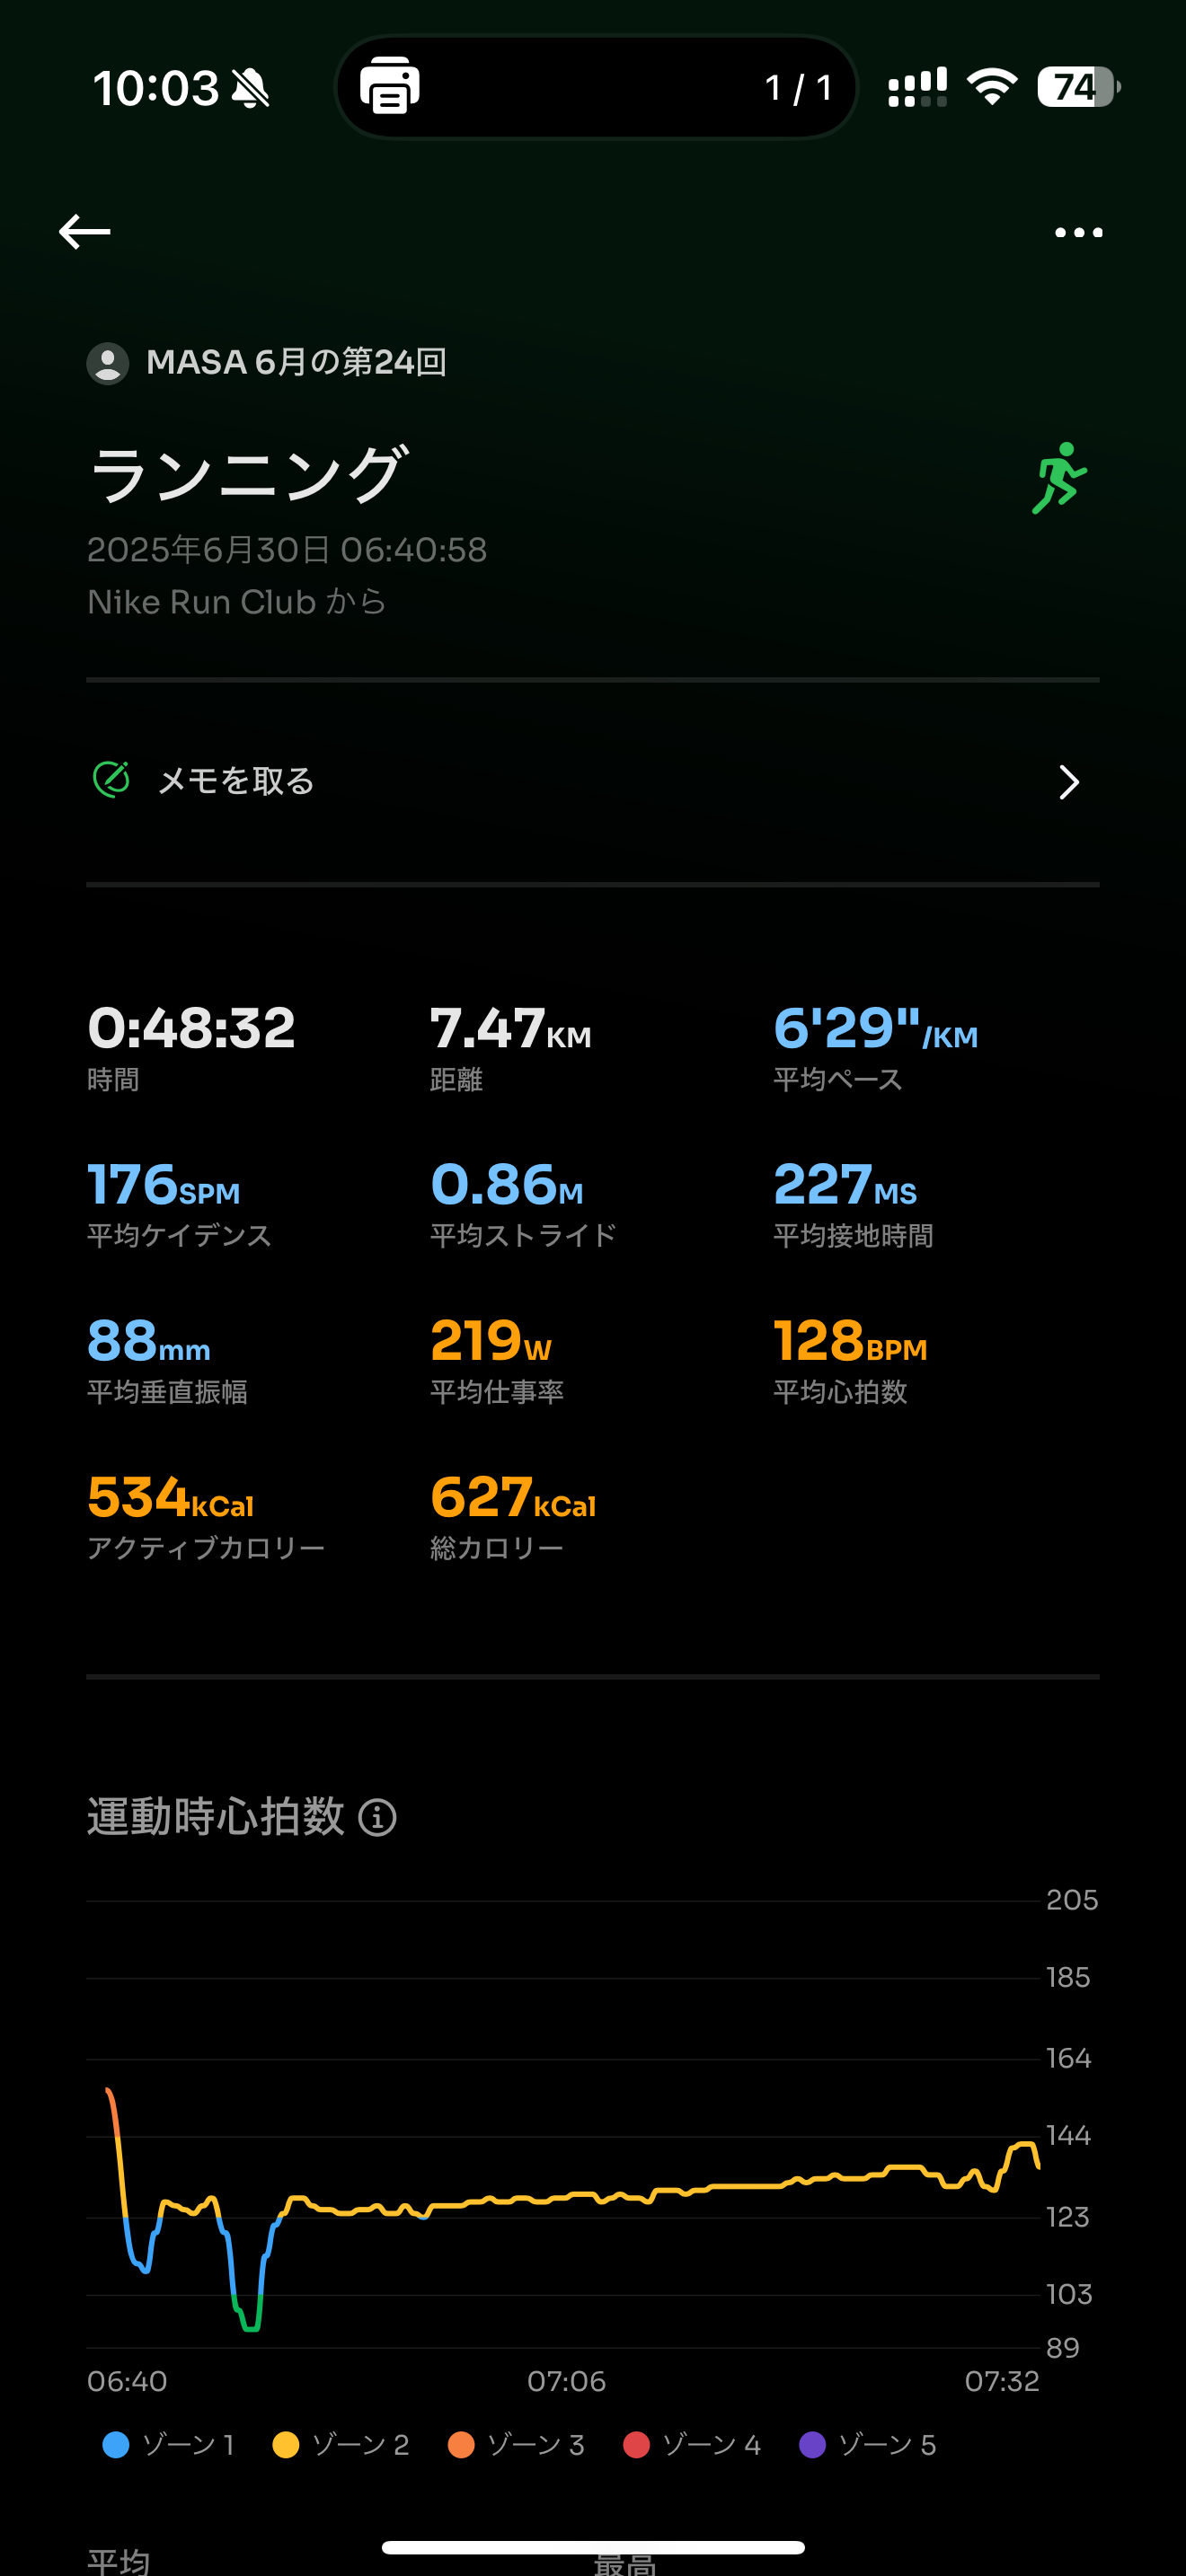 10:03
1 / 1
74
MASA 6月の第24回
ランニング
2025年6月30日 06:40:58
Nike Run Club から
メモを取る
0:48:32 7.47KM 6'29"/KM
時間 距離 平均ペース
176SPM 0.86M 227MS
平均ケイデンス 平均ストライド 平均接地時間
88mm 219W 128BPM
平均垂直振幅 平均仕事率 平均心拍数
534kCal 627kCal
アクティブカロリー 総カロリー
運動時心拍数
205
185
164
144
123
103
89
06:40 07:06 07:32
ゾーン 1 ゾーン 2 ゾーン 3 ゾーン 4 ゾーン 5
平均 最高